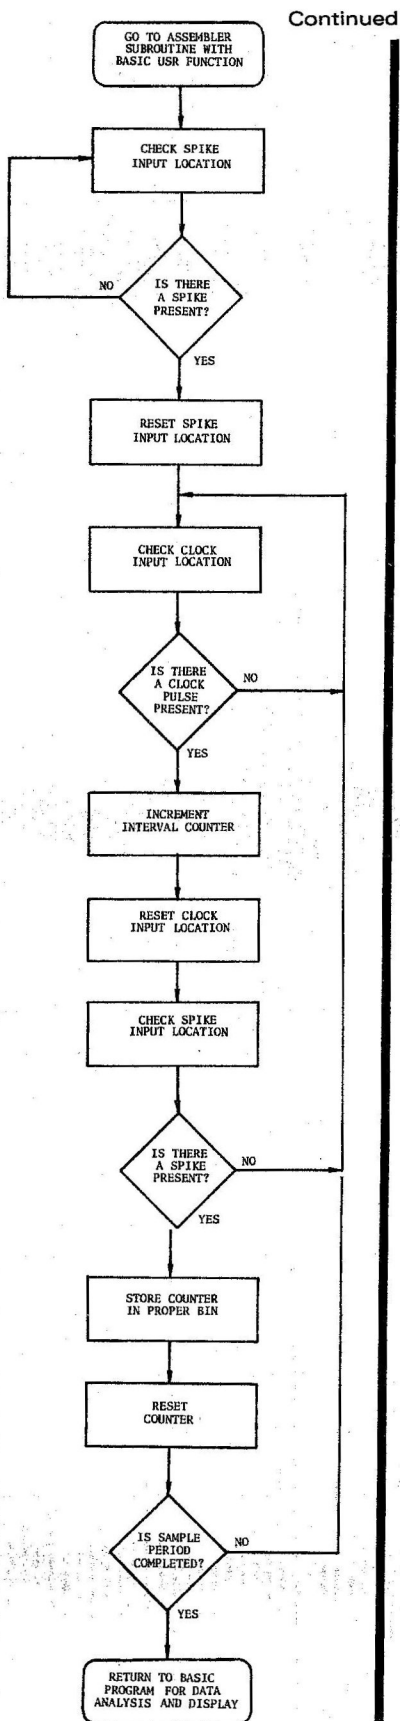 Continued
GO TO ASSEMBLER
SUBROUTINE WITH
BASIC USR FUNCTION
CHECK SPIKE
INPUT LOCATION
IS THERE
A SPIKE
PRESENT?
NO
YES
RESET SPIKE
INPUT LOCATION
CHECK CLOCK
INPUT LOCATION
IS THERE
A CLOCK
PULSE
PRESENT?
NO
YES
INCREMENT
INTERVAL COUNTER
RESET CLOCK
INPUT LOCATION
CHECK SPIKE
INPUT LOCATION
IS THERE
A SPIKE
PRESENT?
NO
YES
STORE COUNTER
IN PROPER BIN
RESET
COUNTER
IS SAMPLE
PERIOD
COMPLETED?
NO
YES
RETURN TO BASIC
PROGRAM FOR DATA
ANALYSIS AND DISPLAY